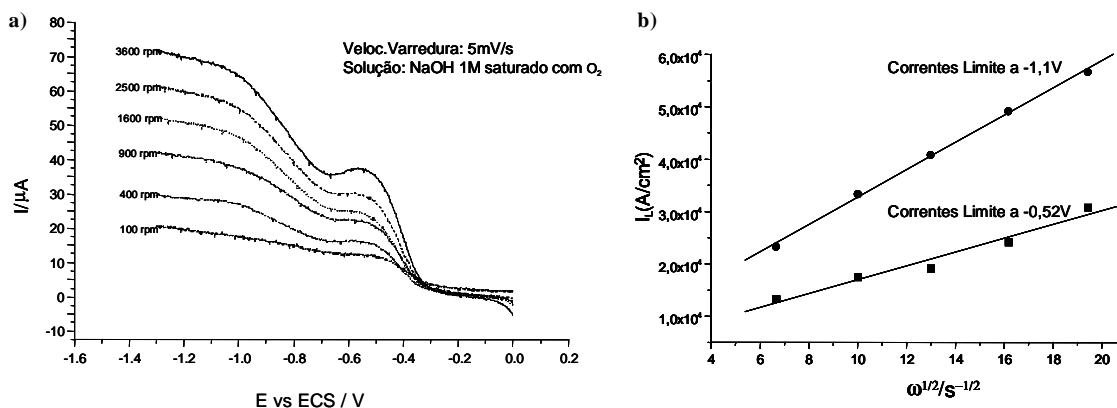 a)
80
70
60
50
40
30
20
10
0
-10
I/µA
3600 rpm
2500 rpm
1600 rpm
900 rpm
400 rpm
100 rpm
Veloc.Varredura: 5mV/s
Solução: NaOH 1M saturado com O₂
-1.6
-1.4
-1.2
-1.0
-0.8
-0.6
-0.4
-0.2
0.0
0.2
E vs ECS / V
b)
6,0x10⁴
5,0x10⁴
4,0x10⁴
3,0x10⁴
2,0x10⁴
1,0x10⁴
I_L(A/cm²)
Correntes Limite a -1,1V
Correntes Limite a -0,52V
4
6
8
10
12
14
16
18
20
ω^1/2/S^-1/2